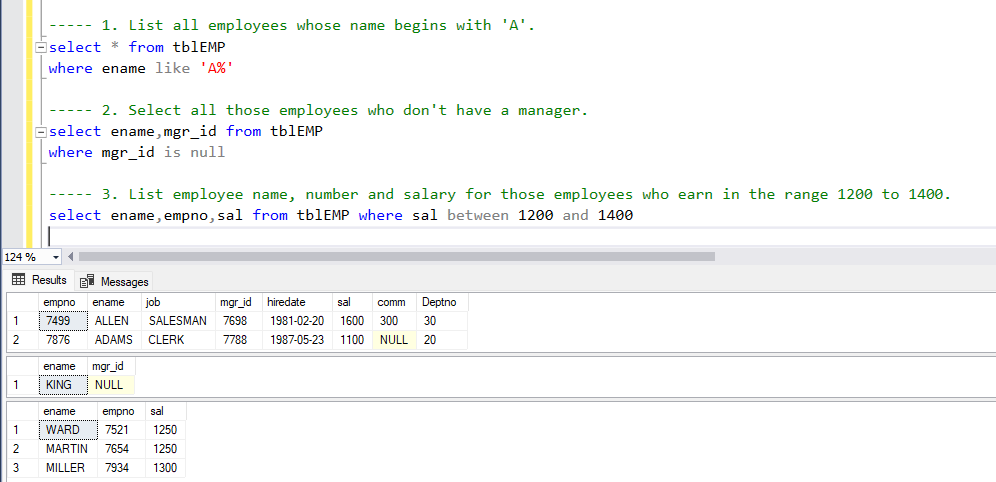 ----- 1. List all employees whose name begins with 'A'.
select * from tblEMP
where ename like 'A%'
----- 2. Select all those employees who don't have a manager.
select ename,mgr_id from tblEMP
where mgr_id is null
----- 3. List employee name, number and salary for those employees who earn in the range 1200 to 1400.
select ename,empno,sal from tblEMP where sal between 1200 and 1400
124 %
Results Messages
empno ename job mgr_id hiredate sal comm Deptno
1 7499 ALLEN SALESMAN 7698 1981-02-20 1600 300 30
2 7876 ADAMS CLERK 7788 1987-05-23 1100 NULL 20
ename mgr_id
1 KING NULL
ename empno sal
1 WARD 7521 1250
2 MARTIN 7654 1250
3 MILLER 7934 1300